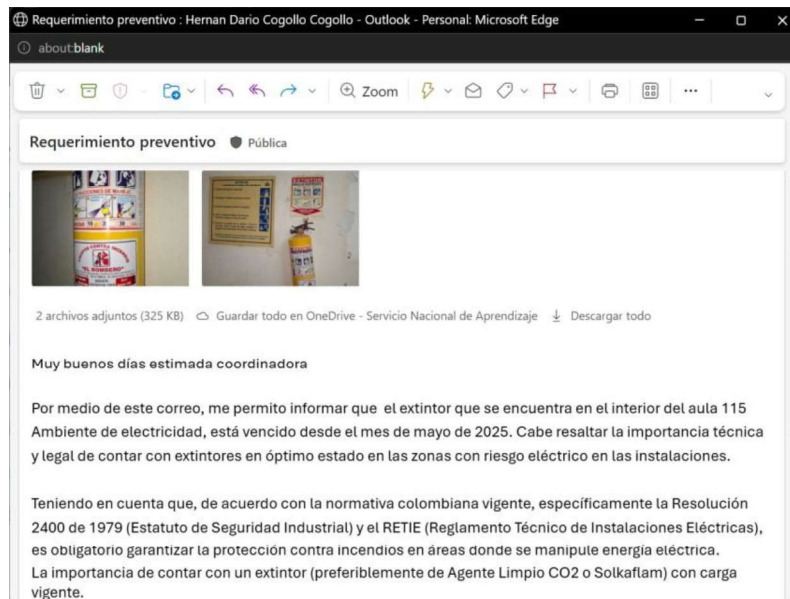 Requerimiento preventivo : Hernan Dario Cogollo Cogollo - Outlook - Personal: Microsoft Edge
about:blank
Zoom
Requerimiento preventivo Pública
"EL BOMBERO"
2 archivos adjuntos (325 KB) Guardar todo en OneDrive - Servicio Nacional de Aprendizaje Descargar todo
Muy buenos días estimada coordinadora
Por medio de este correo, me permito informar que el extintor que se encuentra en el interior del aula 115
Ambiente de electricidad, está vencido desde el mes de mayo de 2025. Cabe resaltar la importancia técnica
y legal de contar con extintores en óptimo estado en las zonas con riesgo eléctrico en las instalaciones.
Teniendo en cuenta que, de acuerdo con la normativa colombiana vigente, específicamente la Resolución
2400 de 1979 (Estatuto de Seguridad Industrial) y el RETIE (Reglamento Técnico de Instalaciones Eléctricas),
es obligatorio garantizar la protección contra incendios en áreas donde se manipule energía eléctrica.
La importancia de contar con un extintor (preferiblemente de Agente Limpio CO2 o Solkaflam) con carga
vigente.